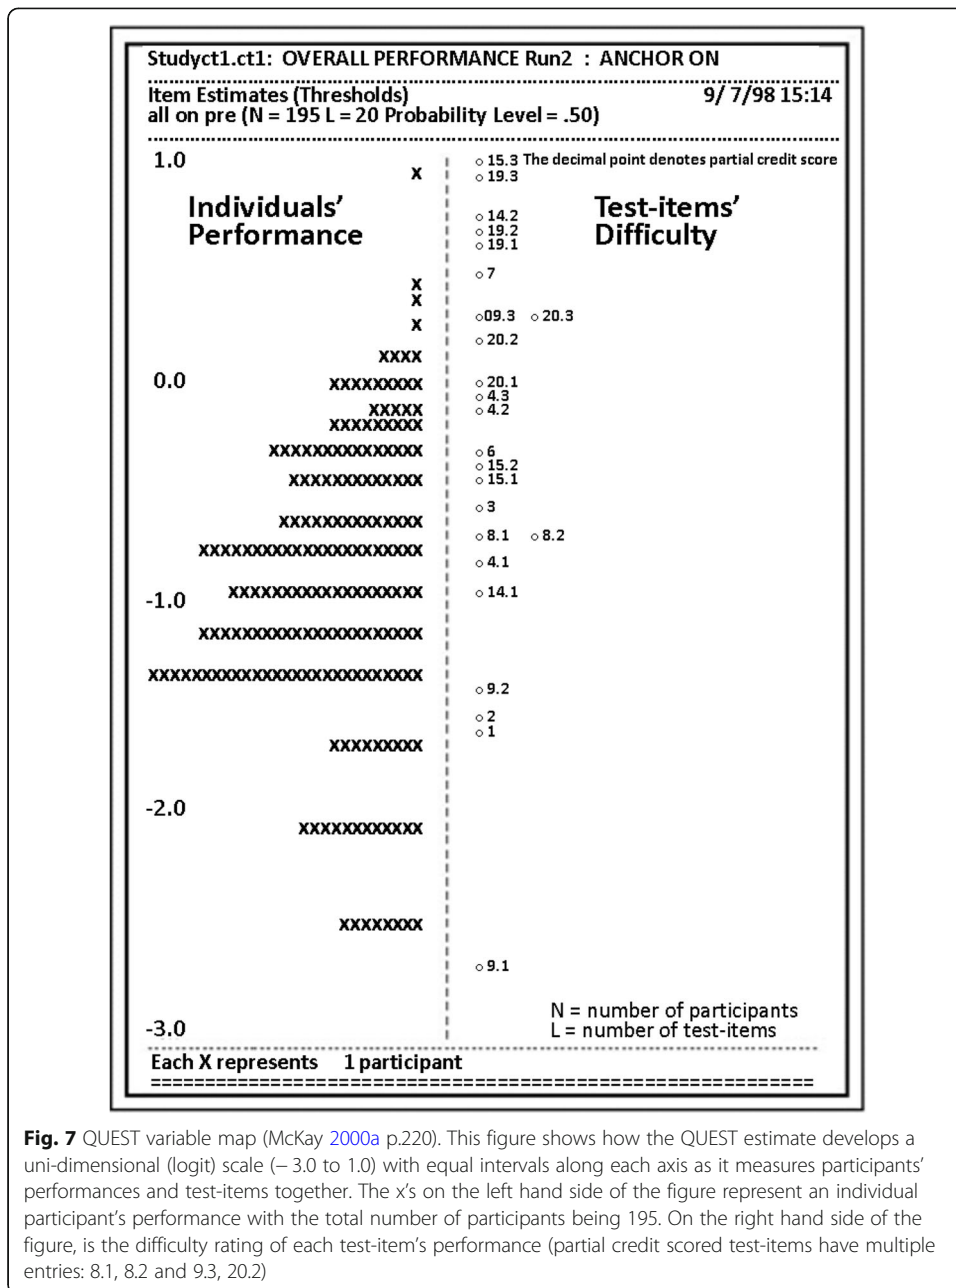 Studyct1.ct1: OVERALL PERFORMANCE Run2 : ANCHOR ON
Item Estimates (Thresholds) 9/ 7/98 15:14
all on pre (N = 195 L = 20 Probability Level = .50)
1.0 15.3 The decimal point denotes partial credit score
X 19.3
Individuals' Test-items'
Performance Difficulty
14.2
19.2
19.1
7
X
X
09.3 20.3
X
20.2
XXXX
0.0 XXXXXXXXX 20.1
4.3
XXXXX 4.2
XXXXXXXXX
XXXXXXXXXXXXXXX 6
15.2
XXXXXXXXXXXXX 15.1
3
XXXXXXXXXXXXXX
8.1 8.2
XXXXXXXXXXXXXXXXXXXXXX
4.1
XXXXXXXXXXXXXXXXXXX 14.1
-1.0
XXXXXXXXXXXXXXXXXXXXXX
XXXXXXXXXXXXXXXXXXXXXXXXXXX
9.2
2
1
XXXXXXXXX
-2.0
XXXXXXXXXXXX
XXXXXXXX
9.1
N = number of participants
-3.0 L = number of test-items
Each X represents 1 participant
Fig. 7 QUEST variable map (McKay 2000a p.220). This figure shows how the QUEST estimate develops a
uni-dimensional (logit) scale (− 3.0 to 1.0) with equal intervals along each axis as it measures participants'
performances and test-items together. The x's on the left hand side of the figure represent an individual
participant's performance with the total number of participants being 195. On the right hand side of the
figure, is the difficulty rating of each test-item's performance (partial credit scored test-items have multiple
entries: 8.1, 8.2 and 9.3, 20.2)